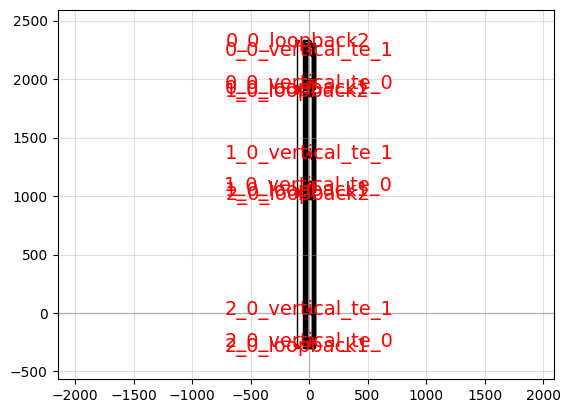 2500
0_0_loopback2
0_0_vertical_te_1
2000
0_0_vertical_te_0
1_0_loopback2
1500
1_0_vertical_te_1
1_0_vertical_te_0
1000
2_0_loopback2
500
2_0_vertical_te_1
0
2_0_vertical_te_0
2_0_loopback1
−500
−2000 −1500 −1000 −500 0 500 1000 1500 2000